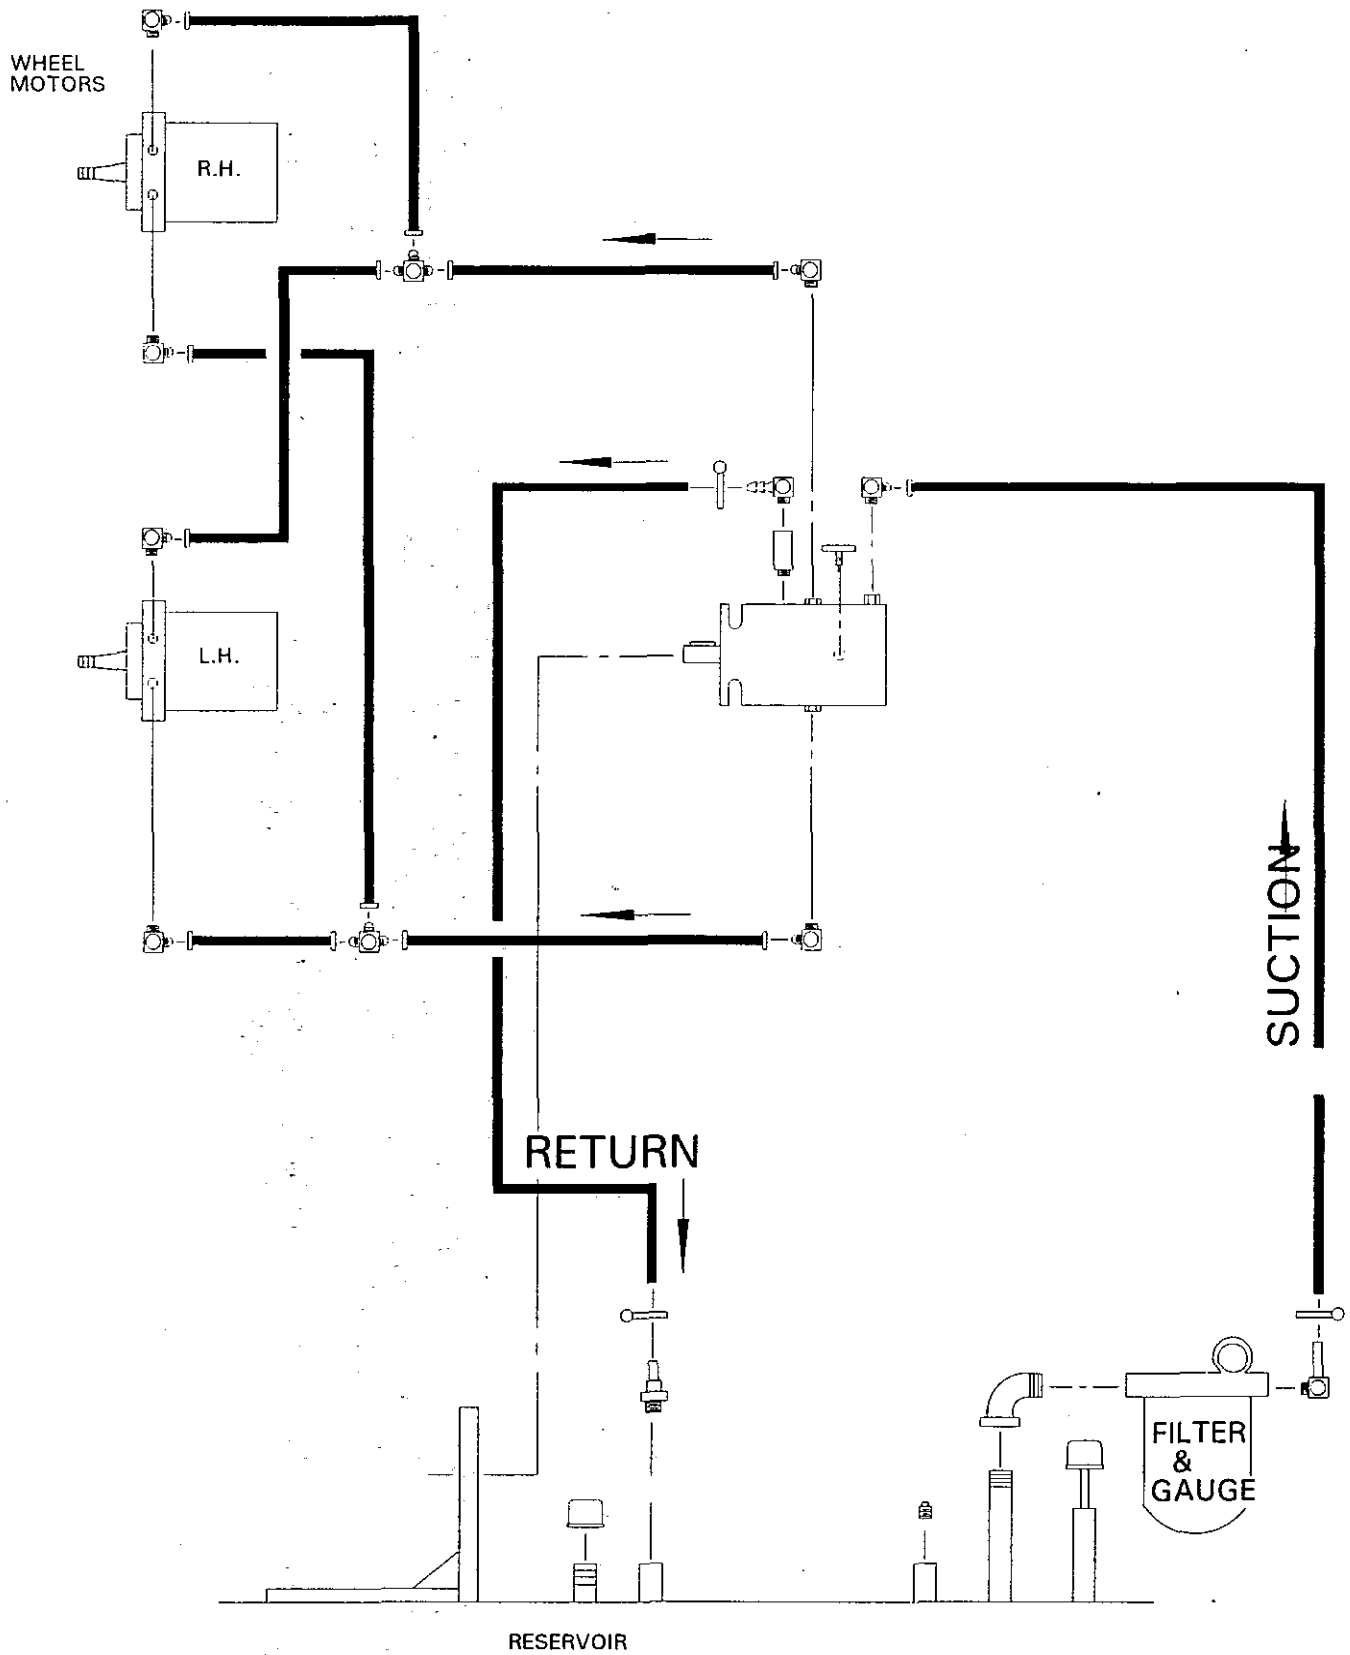 WHEEL
MOTORS
R.H.
L.H.
SUCTION
RETURN
FILTER
&
GAUGE
RESERVOIR